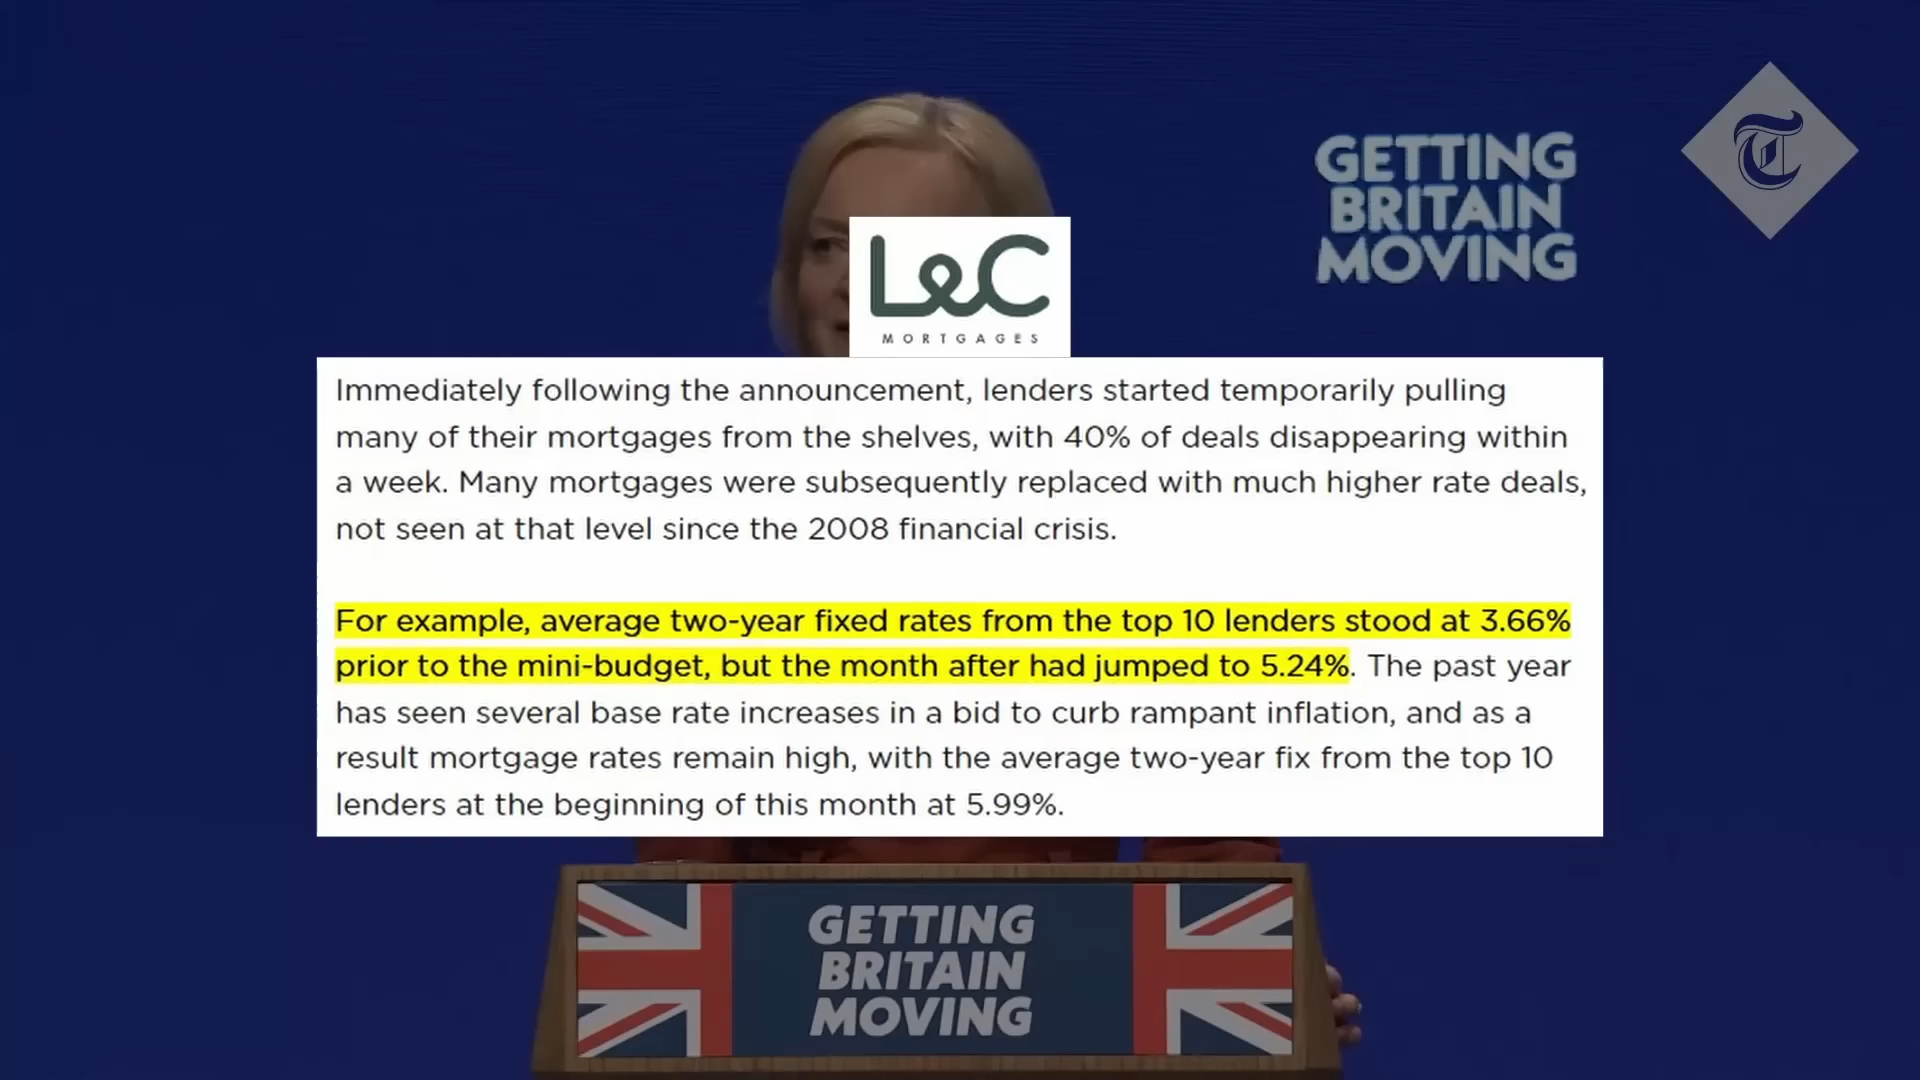 GETTING
BRITAIN
MOVING
T
L&C
MORTGAGES
Immediately following the announcement, lenders started temporarily pulling
many of their mortgages from the shelves, with 40% of deals disappearing within
a week. Many mortgages were subsequently replaced with much higher rate deals,
not seen at that level since the 2008 financial crisis.
For example, average two-year fixed rates from the top 10 lenders stood at 3.66%
prior to the mini-budget, but the month after had jumped to 5.24%. The past year
has seen several base rate increases in a bid to curb rampant inflation, and as a
result mortgage rates remain high, with the average two-year fix from the top 10
lenders at the beginning of this month at 5.99%.
GETTING
BRITAIN
MOVING